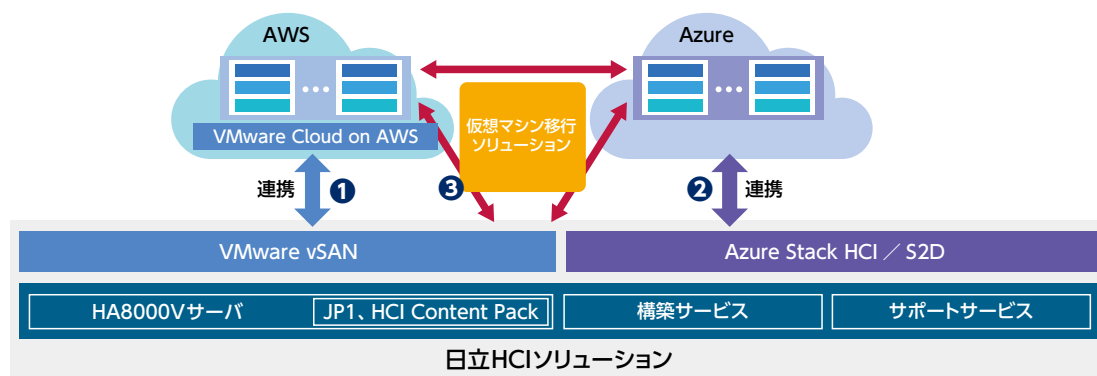 AWS
Azure
仮想マシン移行
ソリューション
VMware Cloud on AWS
連携
❶
❸
❷
連携
VMware vSAN
Azure Stack HCI / S2D
HA8000Vサーバ
JP1、HCI Content Pack
構築サービス
サポートサービス
日立HCIソリューション